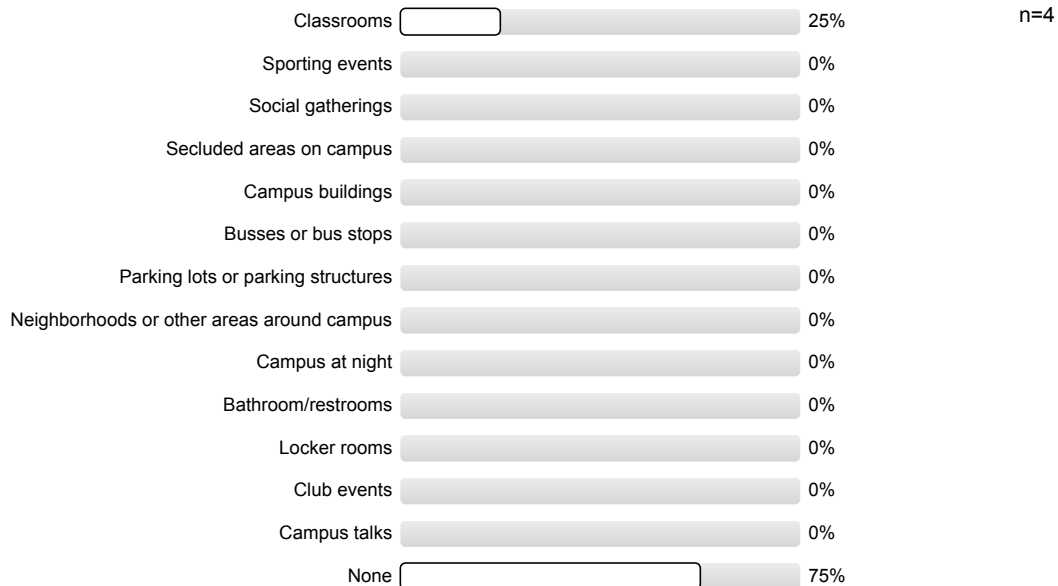 Classrooms 25% n=4
Sporting events 0%
Social gatherings 0%
Secluded areas on campus 0%
Campus buildings 0%
Busses or bus stops 0%
Parking lots or parking structures 0%
Neighborhoods or other areas around campus 0%
Campus at night 0%
Bathroom/restrooms 0%
Locker rooms 0%
Club events 0%
Campus talks 0%
None 75%